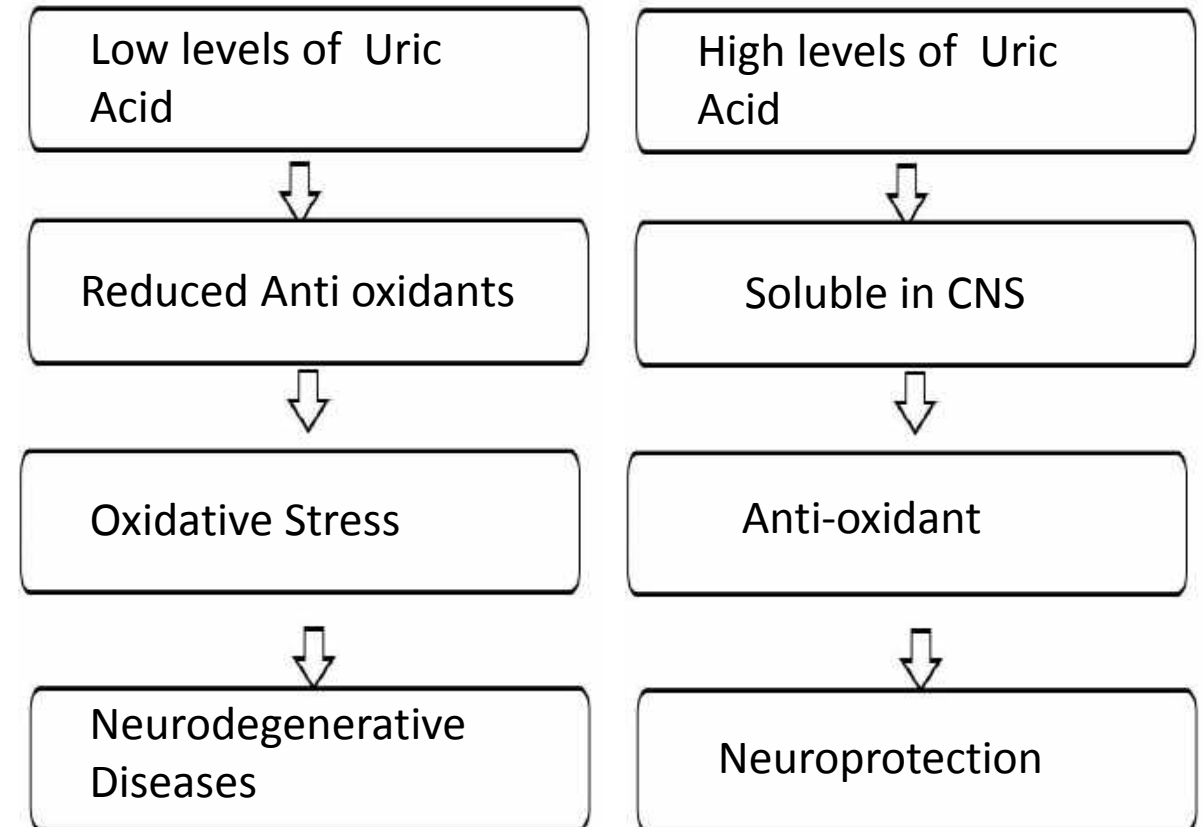 Low levels of Uric
Acid
Reduced Anti oxidants
Oxidative Stress
Neurodegenerative
Diseases
High levels of Uric
Acid
Soluble in CNS
Anti-oxidant
Neuroprotection